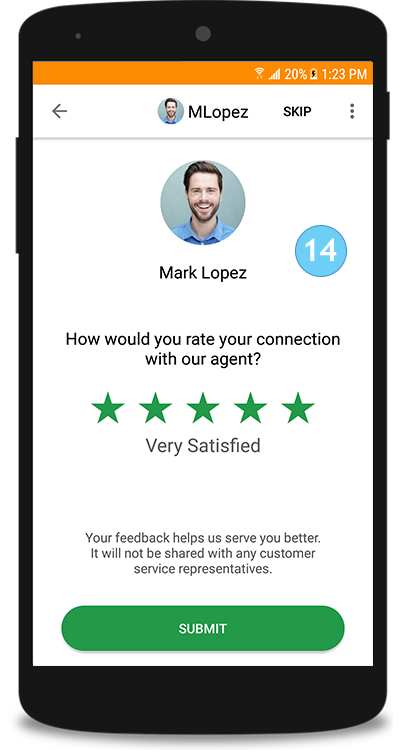 20% 1:23 PM
MLopez SKIP
14
Mark Lopez
How would you rate your connection
with our agent?
Very Satisfied
Your feedback helps us serve you better.
It will not be shared with any customer
service representatives.
SUBMIT